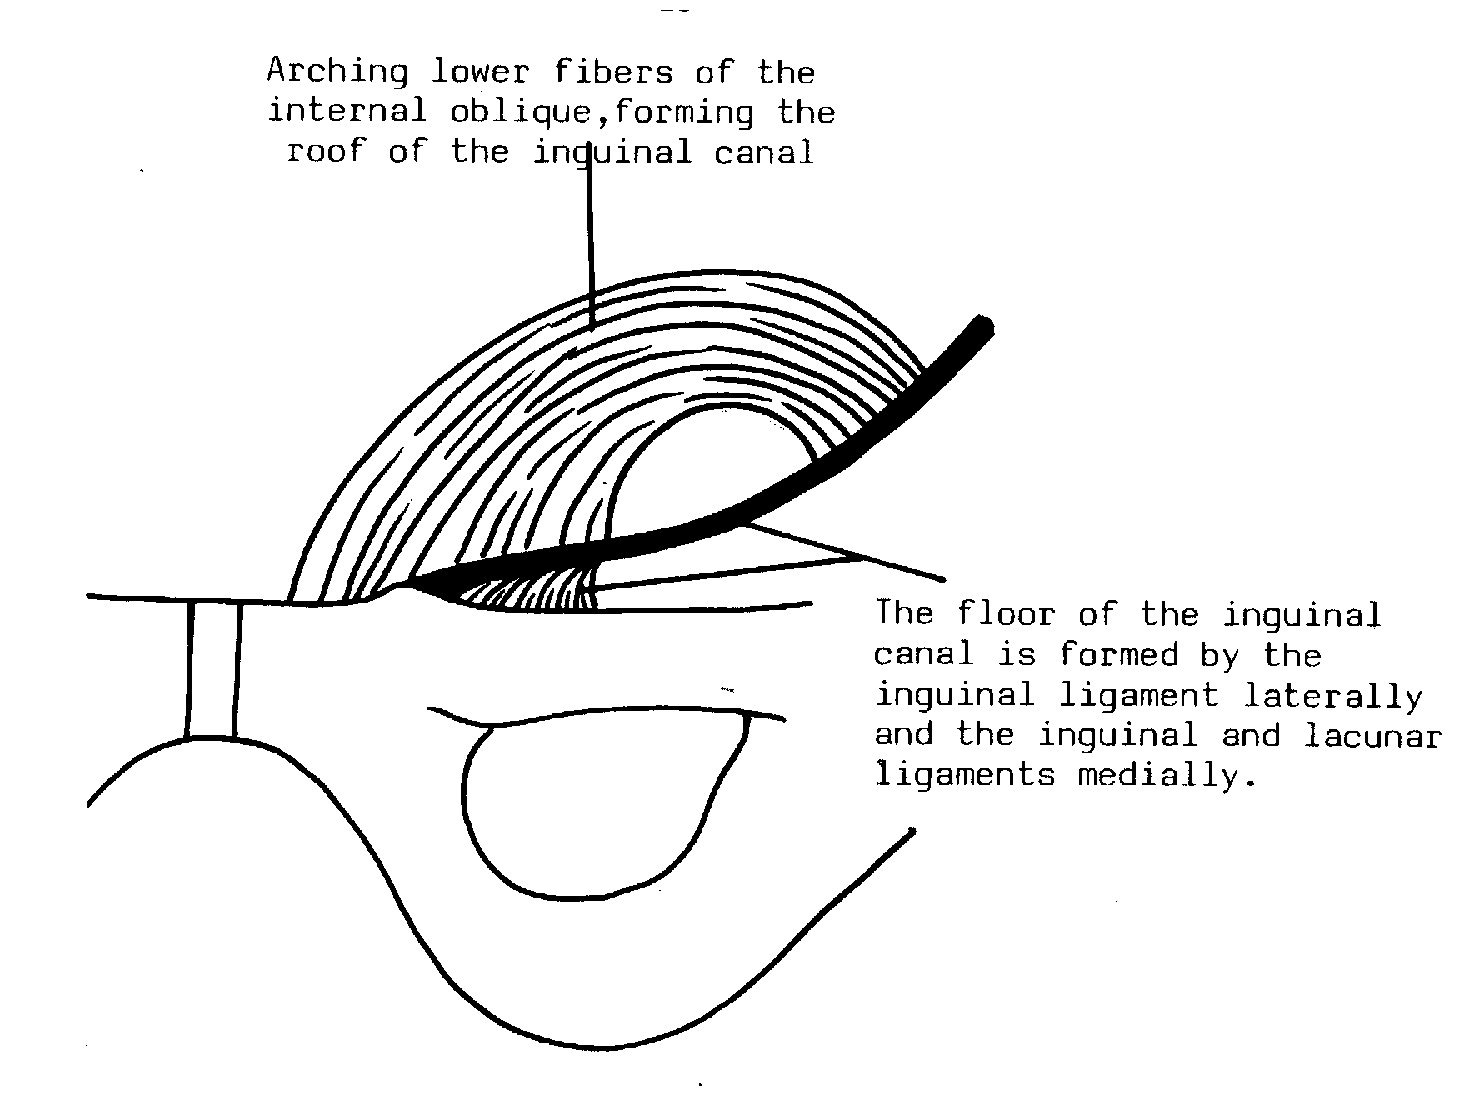 Arching lower fibers of the
internal oblique,forming the
roof of the inguinal canal
The floor of the inguinal
canal is formed by the
inguinal ligament laterally
and the inguinal and lacunar
ligaments medially.